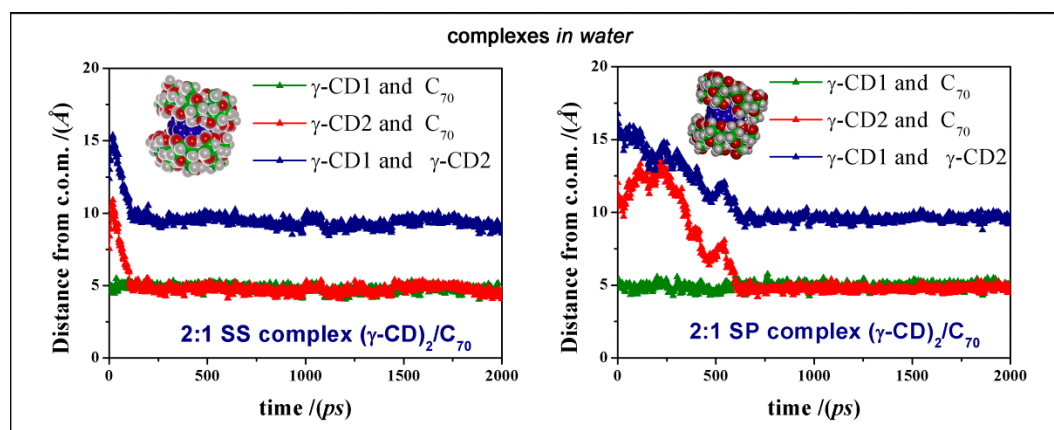 complexes in water
20
15
10
5
0
Distance from c.o.m. /(Å)
γ-CD1 and C₇₀
γ-CD2 and C₇₀
γ-CD1 and γ-CD2
2:1 SS complex (γ-CD)₂/C₇₀
0 500 1000 1500 2000
time /(ps)
20
15
10
5
0
Distance from c.o.m. /(Å)
γ-CD1 and C₇₀
γ-CD2 and C₇₀
γ-CD1 and γ-CD2
2:1 SP complex (γ-CD)₂/C₇₀
0 500 1000 1500 2000
time /(ps)